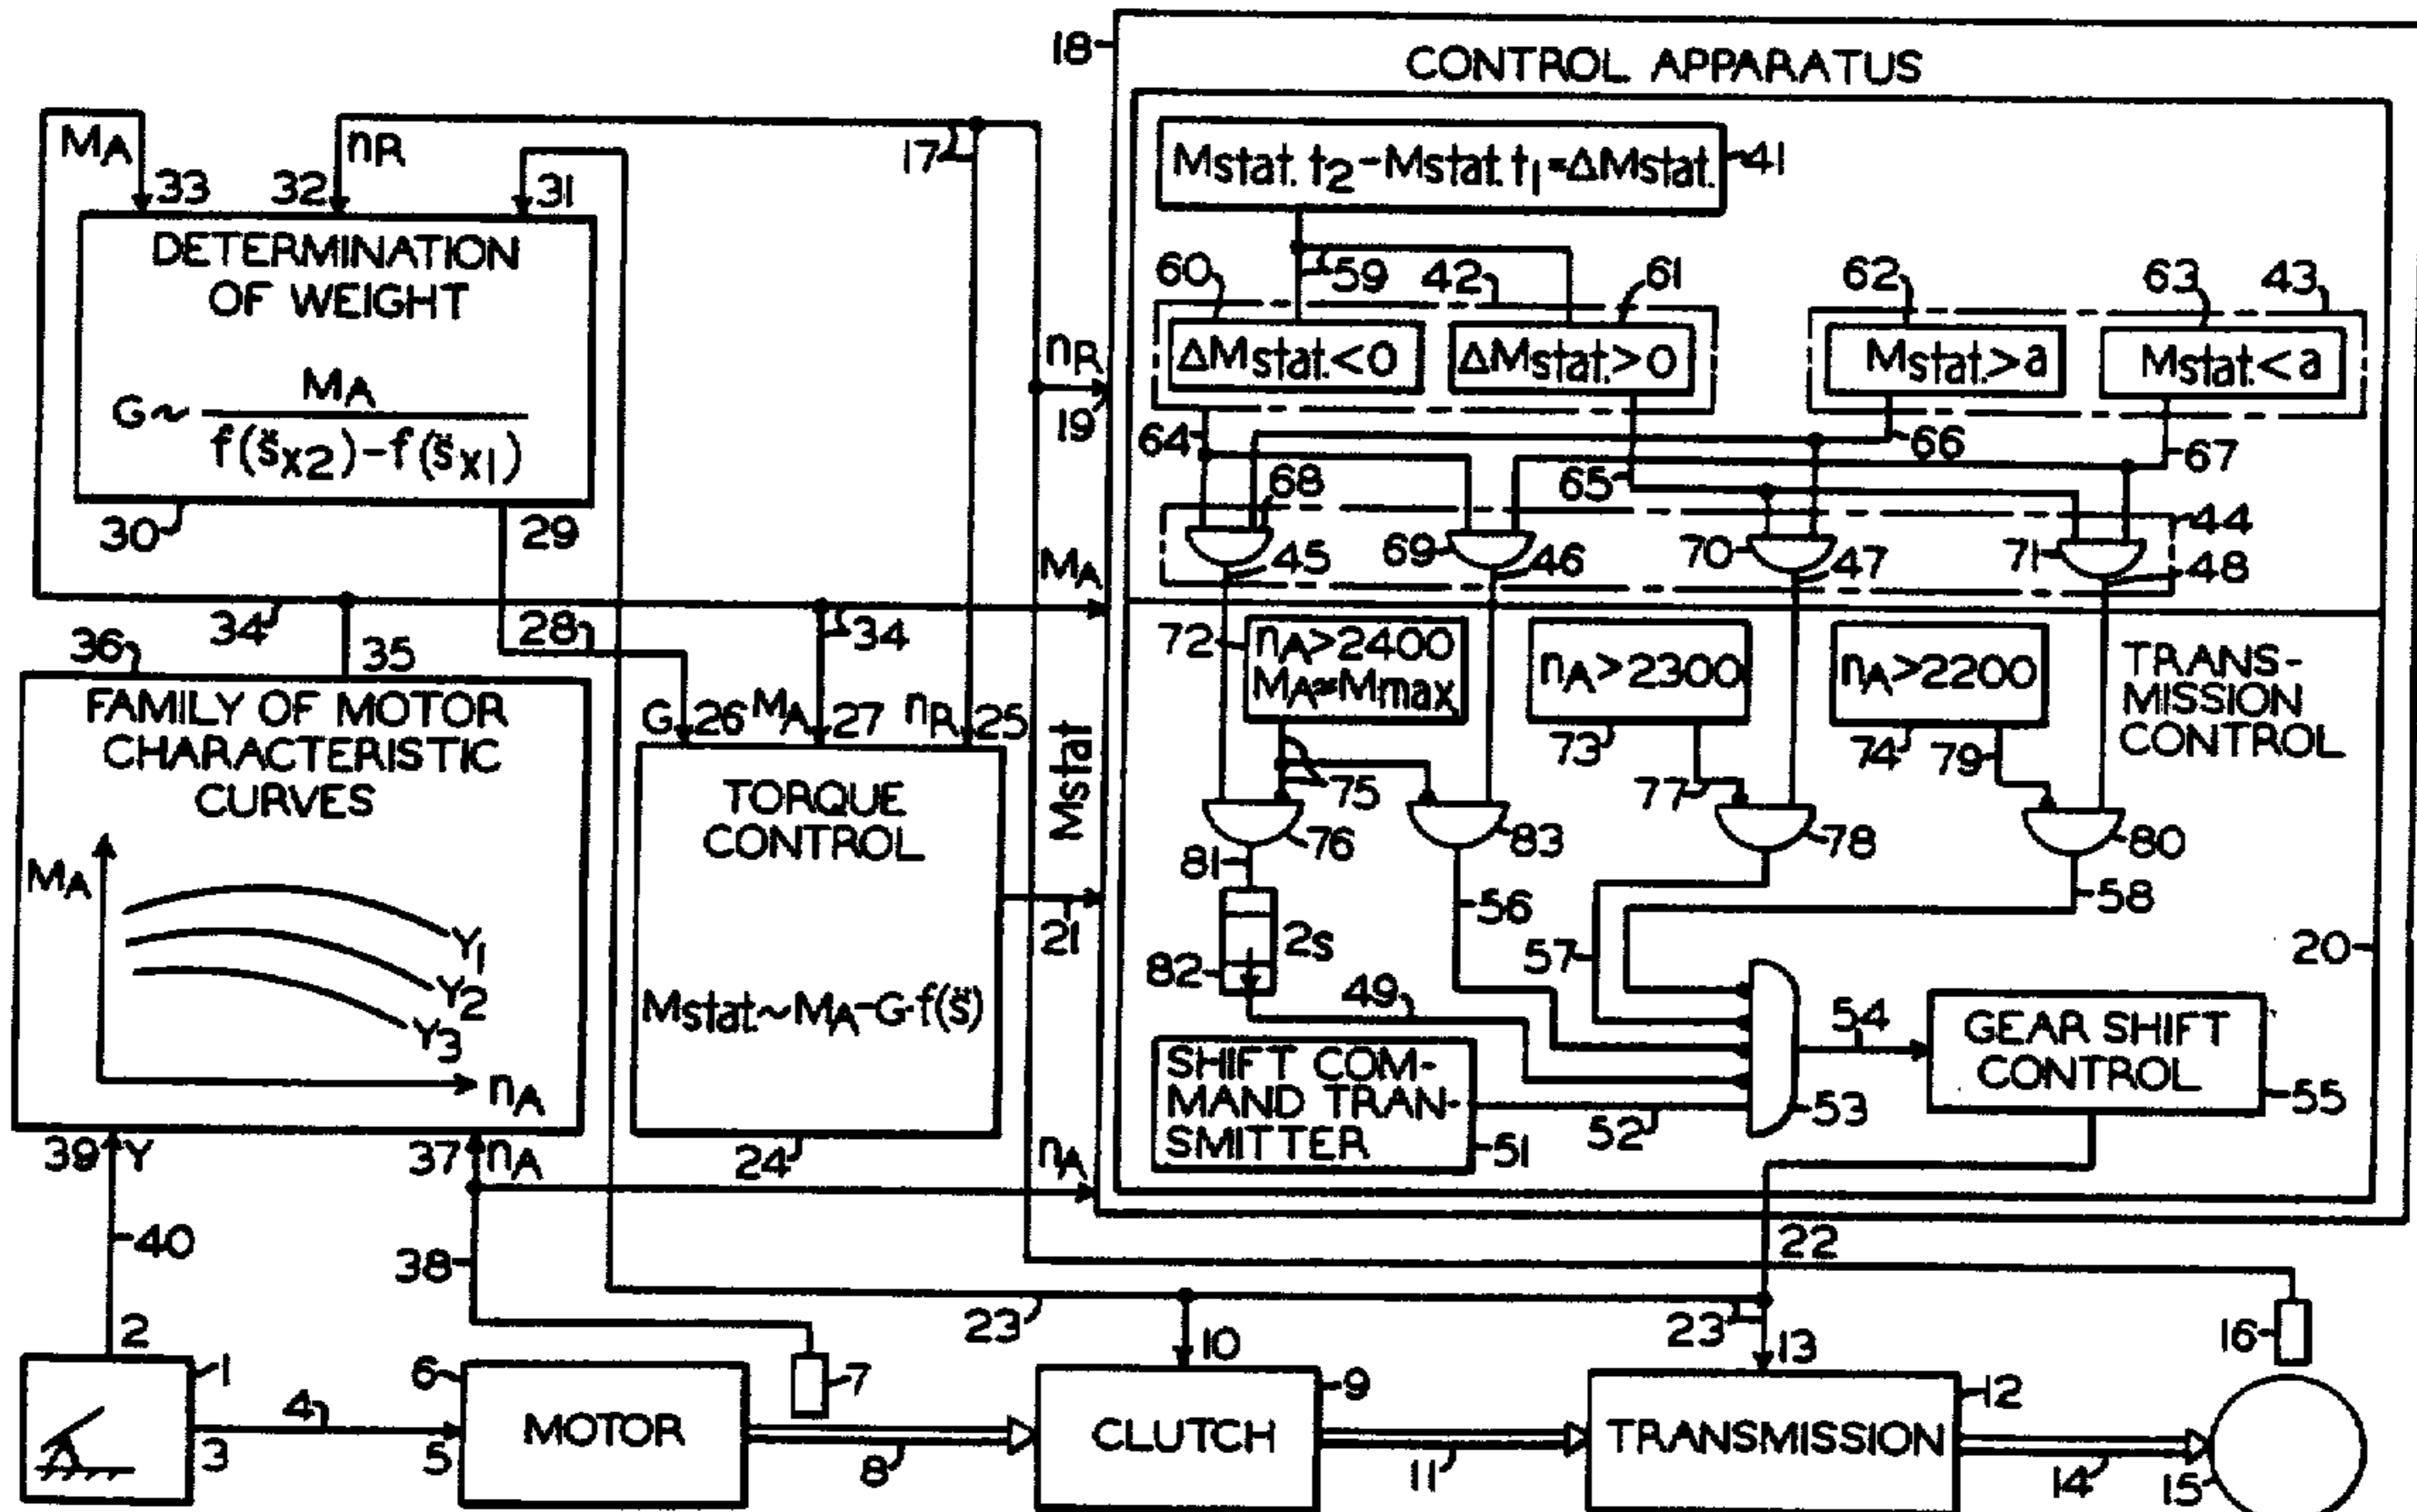 18
CONTROL APPARATUS
MA
33
32
nR
31
17
Mstat. t2-Mstat. t1=ΔMstat.
41
DETERMINATION
OF WEIGHT
G~ MA
f(s̈x2)-f(s̈x1)
30
29
60
59
42
61
62
63
43
ΔMstat.<0
ΔMstat.>0
Mstat.>a
Mstat.<a
nR
19
64
68
65
66
67
44
45
69
46
70
47
71
48
MA
34
28
34
36
35
FAMILY OF MOTOR
CHARACTERISTIC
CURVES
MA
Y1
Y2
Y3
nA
39
Y
37
nA
G
26
MA
27
nR
25
TORQUE
CONTROL
Mstat.~MA-G·f(s̈)
24
Mstat
21
nA
72
nA>2400
MA≈Mmax
nA>2300
nA>2200
TRANS-
MISSION
CONTROL
73
74
75
77
79
76
83
78
80
81
56
57
58
2s
82
49
20
SHIFT COM-
MAND TRAN-
SMITTER
51
52
53
54
GEAR SHIFT
CONTROL
55
22
40
38
23
23
2
1
3
4
5
6
MOTOR
7
8
10
CLUTCH
9
11
13
TRANSMISSION
12
14
16
15